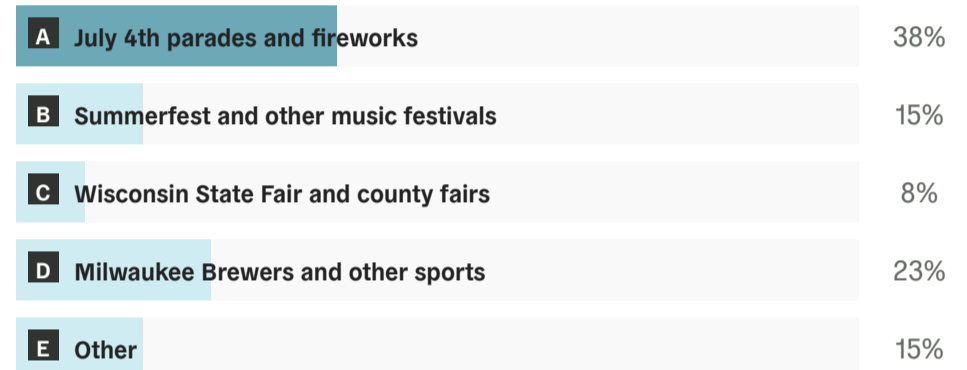 A July 4th parades and fireworks 38%
B Summerfest and other music festivals 15%
C Wisconsin State Fair and county fairs 8%
D Milwaukee Brewers and other sports 23%
E Other 15%